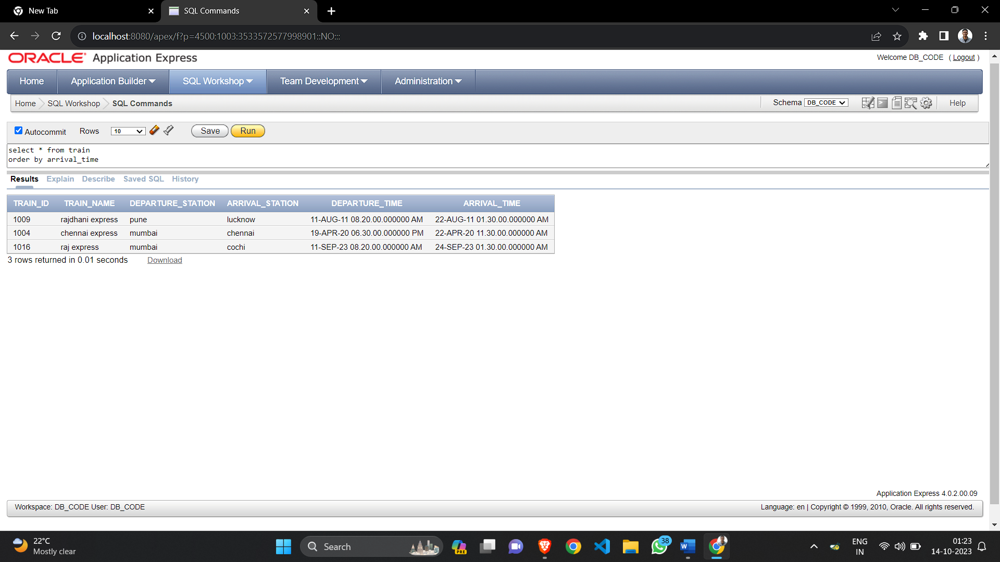 New Tab
SQL Commands
localhost:8080/apex/f?p=4500:1003:3533572577998901::NO:::
ORACLE Application Express
Welcome DB_CODE ( Logout )
Home Application Builder SQL Workshop Team Development Administration
Home SQL Workshop SQL Commands
Schema DB_CODE Help
Autocommit Rows 10 Save Run
select * from train
order by arrival_time
Results Explain Describe Saved SQL History
TRAIN_ID TRAIN_NAME DEPARTURE_STATION ARRIVAL_STATION DEPARTURE_TIME ARRIVAL_TIME
1009 rajdhani express pune lucknow 11-AUG-11 08.20.00.000000 AM 22-AUG-11 01.30.00.000000 AM
1004 chennai express mumbai chennai 19-APR-20 06.30.00.000000 PM 22-APR-20 11.30.00.000000 AM
1016 raj express mumbai cochi 11-SEP-23 08.20.00.000000 AM 24-SEP-23 01.30.00.000000 AM
3 rows returned in 0.01 seconds Download
Application Express 4.0.2.00.09
Workspace: DB_CODE User: DB_CODE
Language: en | Copyright © 1999, 2010, Oracle. All rights reserved.
22°C
Mostly clear
Search
PRE
38
W
ENG
IN
01:23
14-10-2023